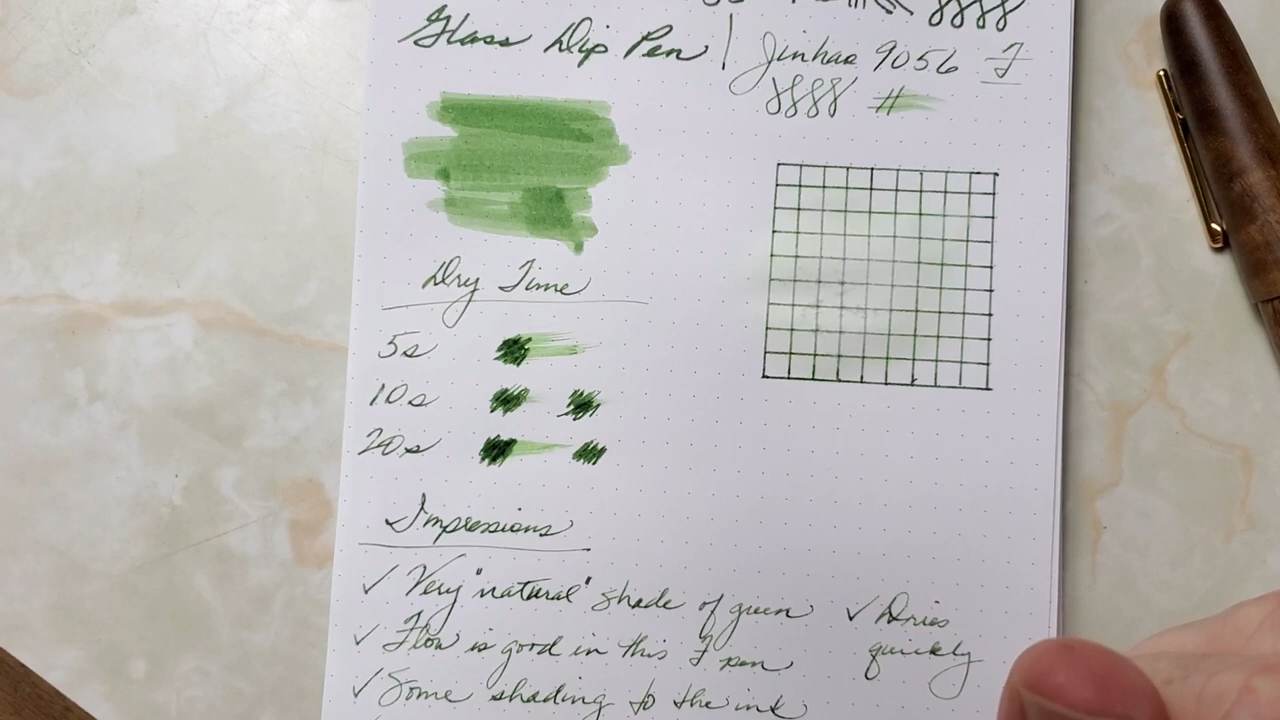 Glass Dip Pen | Jinhao 9056 F
8888 #
Dry Time
5s
10s
20s
Impressions
✓ Very "natural" shade of green
✓ Flow is good in this F pen
✓ Some shading to the ink
✓ Dries
quickly